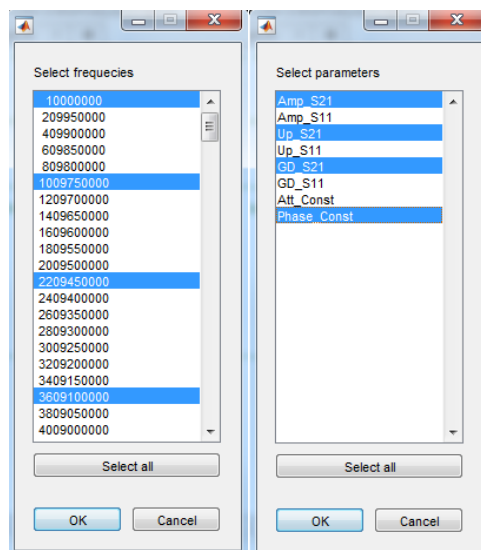 Select frequecies
10000000
209950000
409900000
609850000
809800000
1009750000
1209700000
1409650000
1609600000
1809550000
2009500000
2209450000
2409400000
2609350000
2809300000
3009250000
3209200000
3409150000
3609100000
3809050000
4009000000
Select all
OK
Cancel
Select parameters
Amp_S21
Amp_S11
Up_S21
Up_S11
GD_S21
GD_S11
Att_Const
Phase_Const
Select all
OK
Cancel